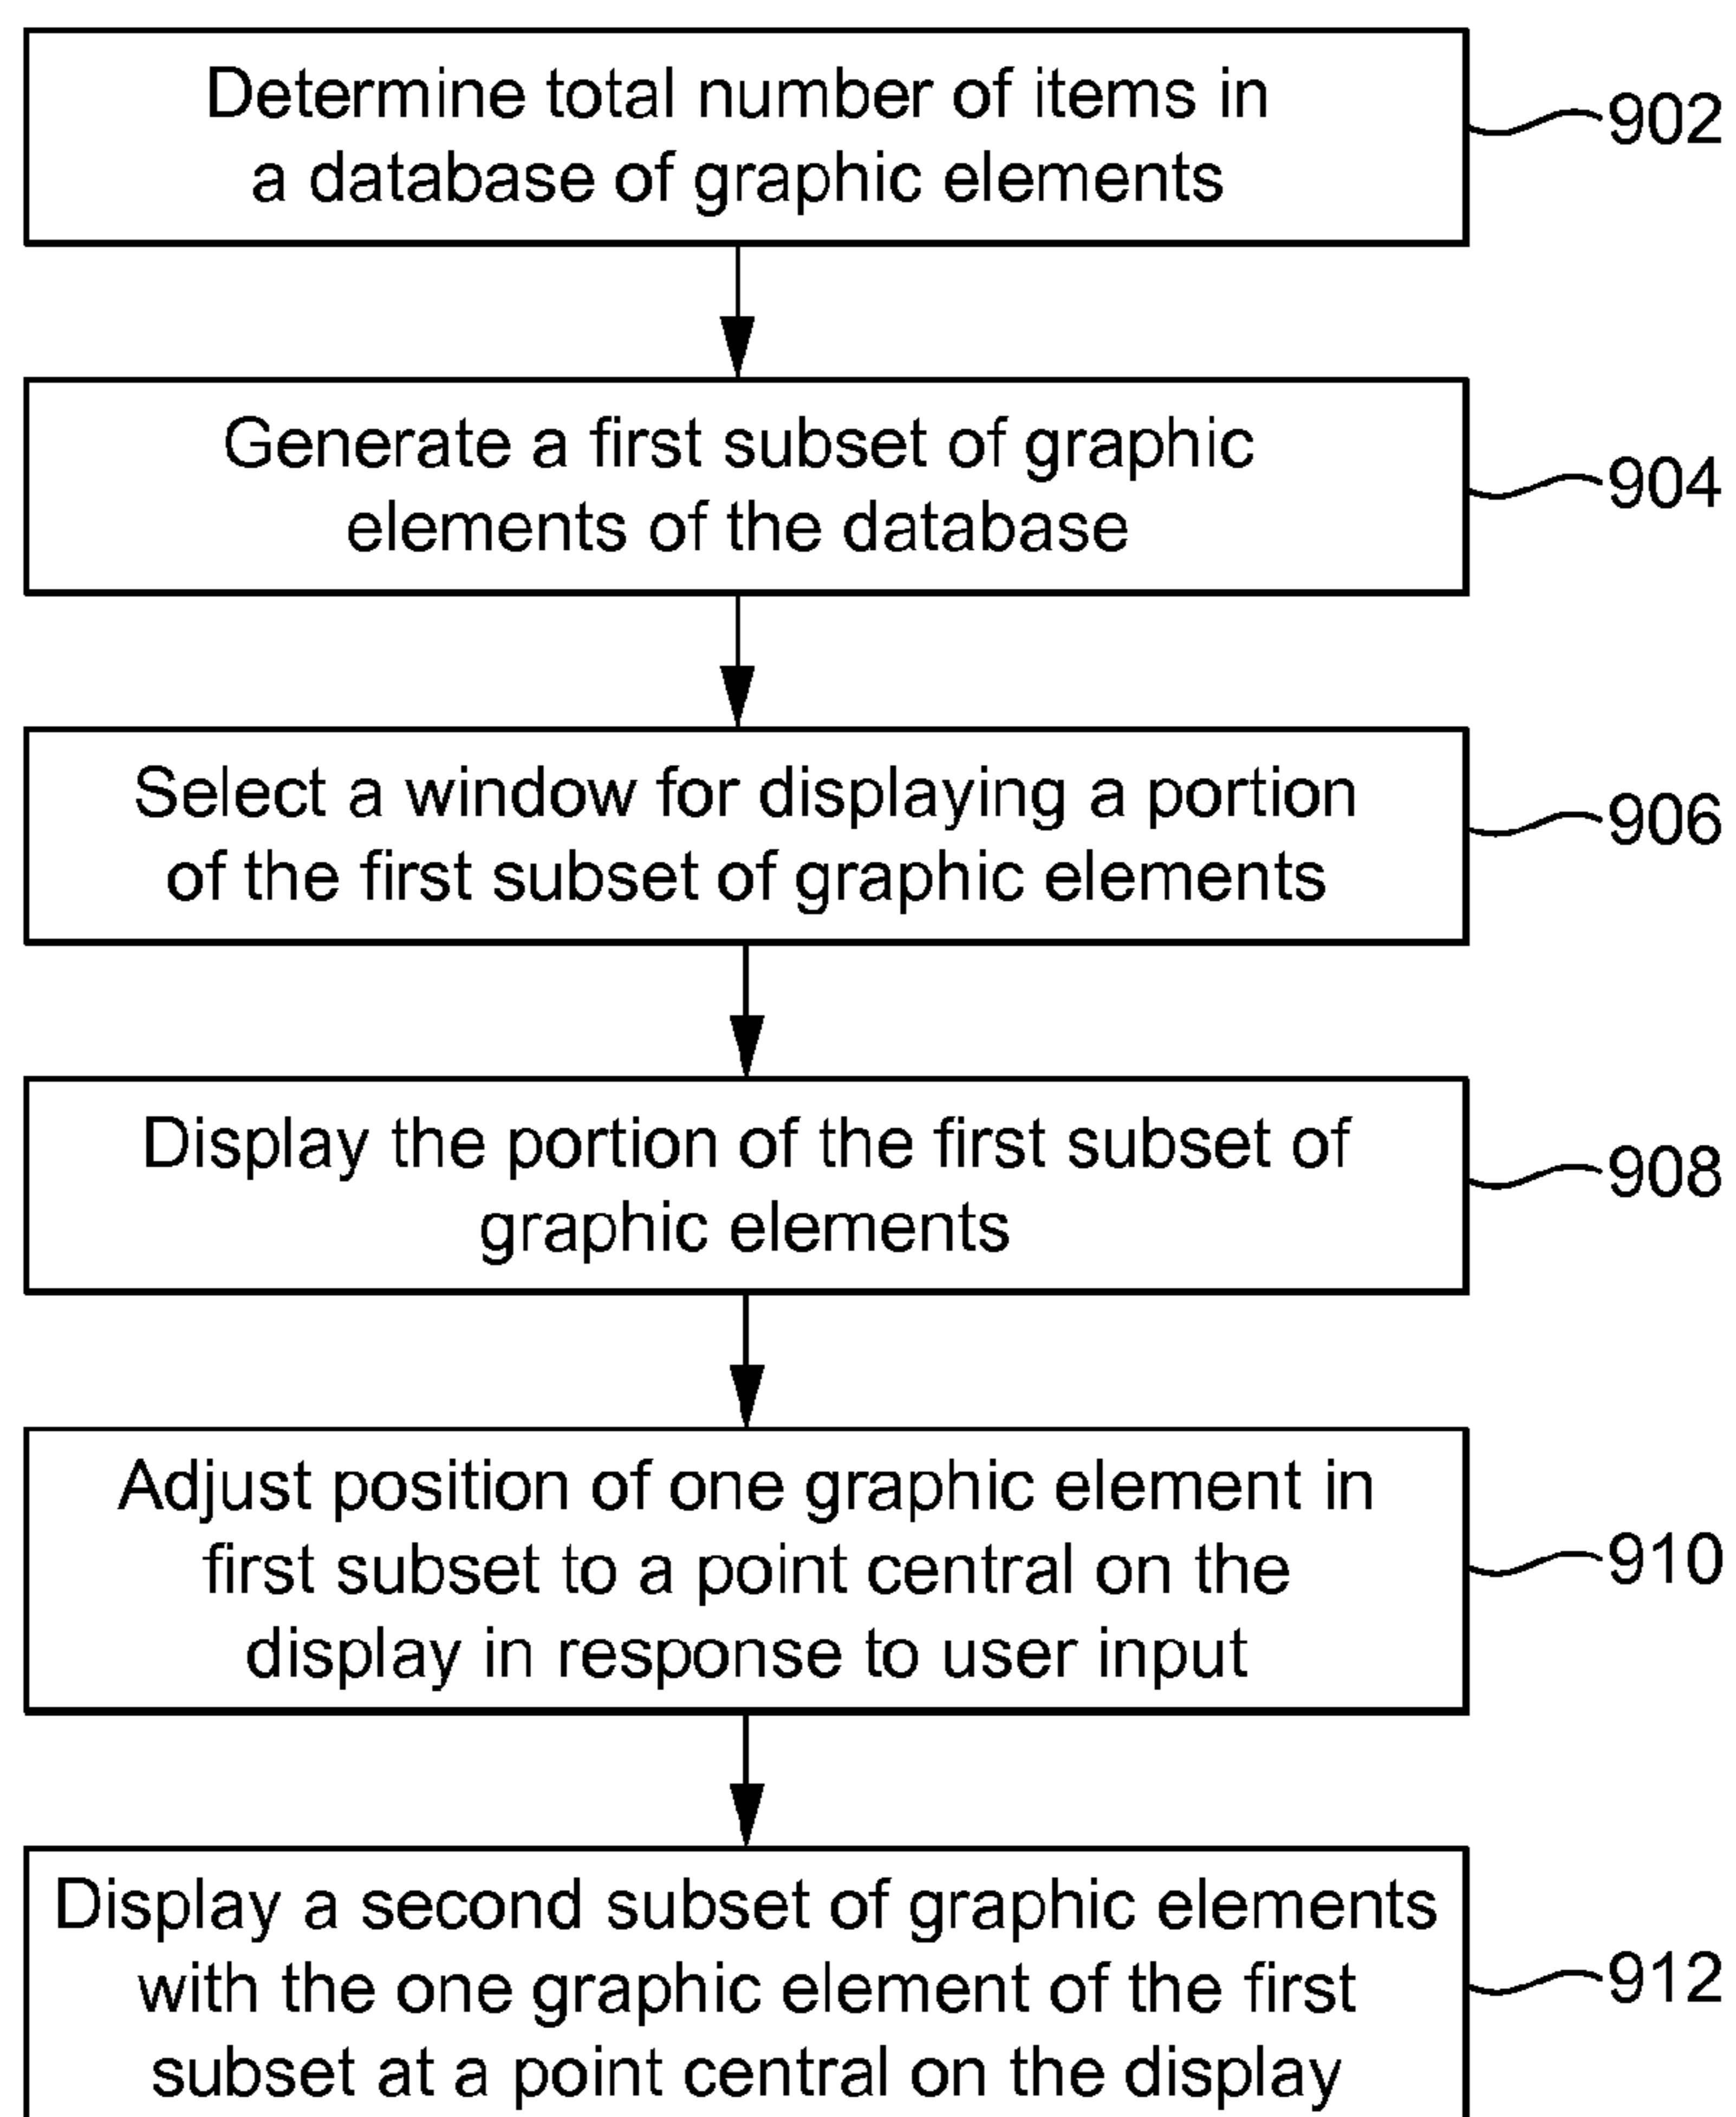 Determine total number of items in
a database of graphic elements
902
Generate a first subset of graphic
elements of the database
904
Select a window for displaying a portion
of the first subset of graphic elements
906
Display the portion of the first subset of
graphic elements
908
Adjust position of one graphic element in
first subset to a point central on the
display in response to user input
910
Display a second subset of graphic elements
with the one graphic element of the first
subset at a point central on the display
912